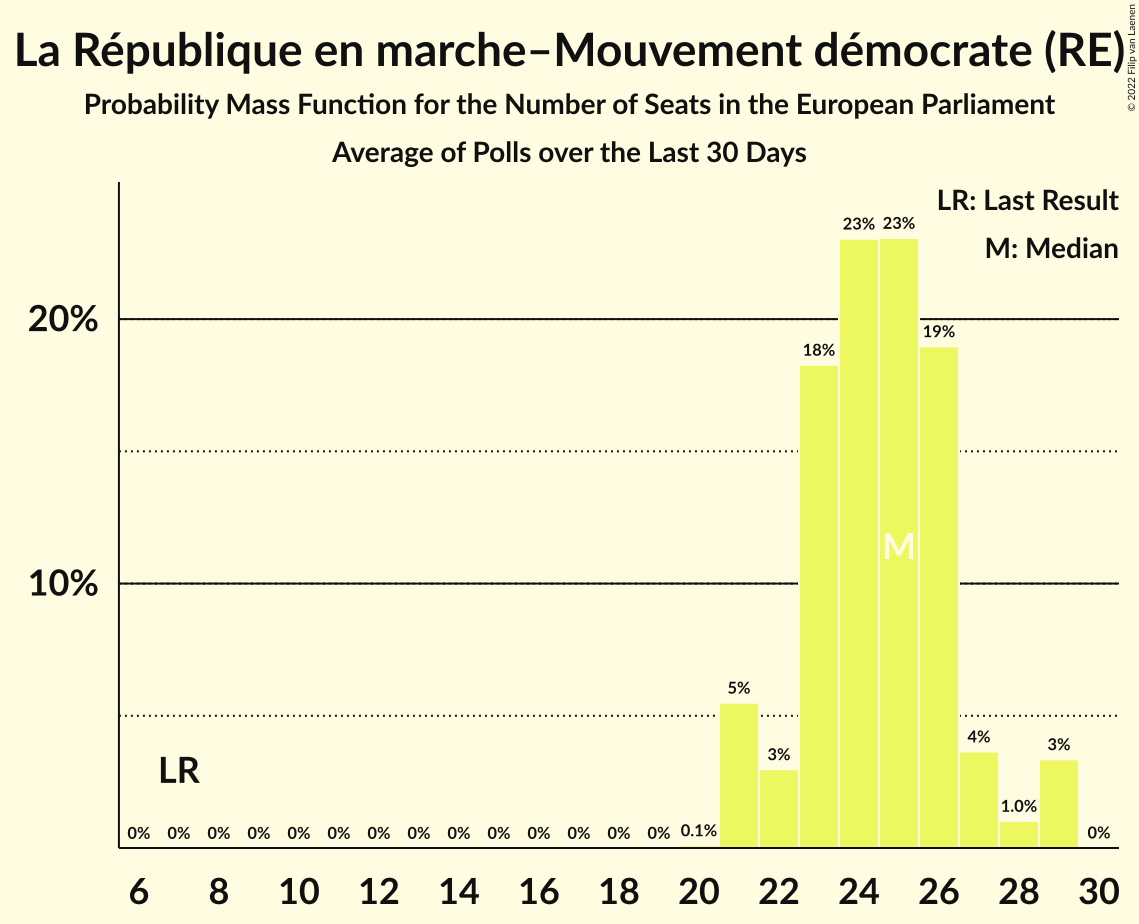 La République en marche–Mouvement démocrate (RE)
© 2022 Filip van Laenen
Probability Mass Function for the Number of Seats in the European Parliament
Average of Polls over the Last 30 Days
LR: Last Result
M: Median
23% 23%
20%
19%
18%
M
10%
5%
4%
3%
3%
LR
1.0%
0% 0% 0% 0% 0% 0% 0% 0% 0% 0% 0% 0% 0% 0% 0.1% 0%
6 8 10 12 14 16 18 20 22 24 26 28 30